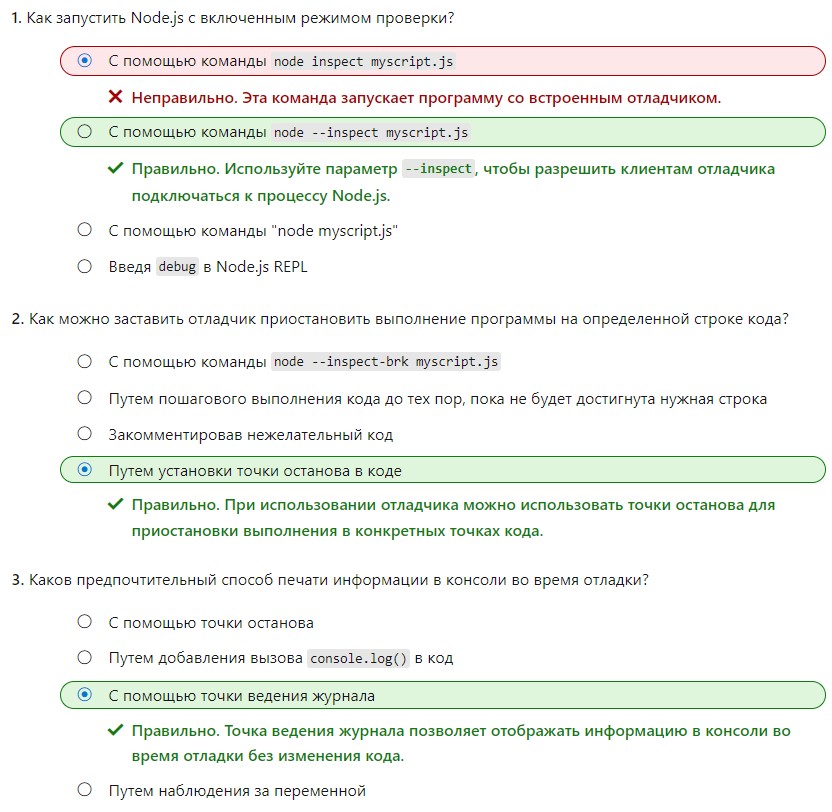 1. Как запустить Node.js с включенным режимом проверки?
С помощью команды node inspect myscript.js
Неправильно. Эта команда запускает программу со встроенным отладчиком.
С помощью команды node --inspect myscript.js
Правильно. Используйте параметр --inspect, чтобы разрешить клиентам отладчика
подключаться к процессу Node.js.
С помощью команды "node myscript.js"
Введя debug в Node.js REPL
2. Как можно заставить отладчик приостановить выполнение программы на определенной строке кода?
С помощью команды node --inspect-brk myscript.js
Путем пошагового выполнения кода до тех пор, пока не будет достигнута нужная строка
Закомментировав нежелательный код
Путем установки точки останова в коде
Правильно. При использовании отладчика можно использовать точки останова для
приостановки выполнения в конкретных точках кода.
3. Каков предпочтительный способ печати информации в консоли во время отладки?
С помощью точки останова
Путем добавления вызова console.log() в код
С помощью точки ведения журнала
Правильно. Точка ведения журнала позволяет отображать информацию в консоли во
время отладки без изменения кода.
Путем наблюдения за переменной